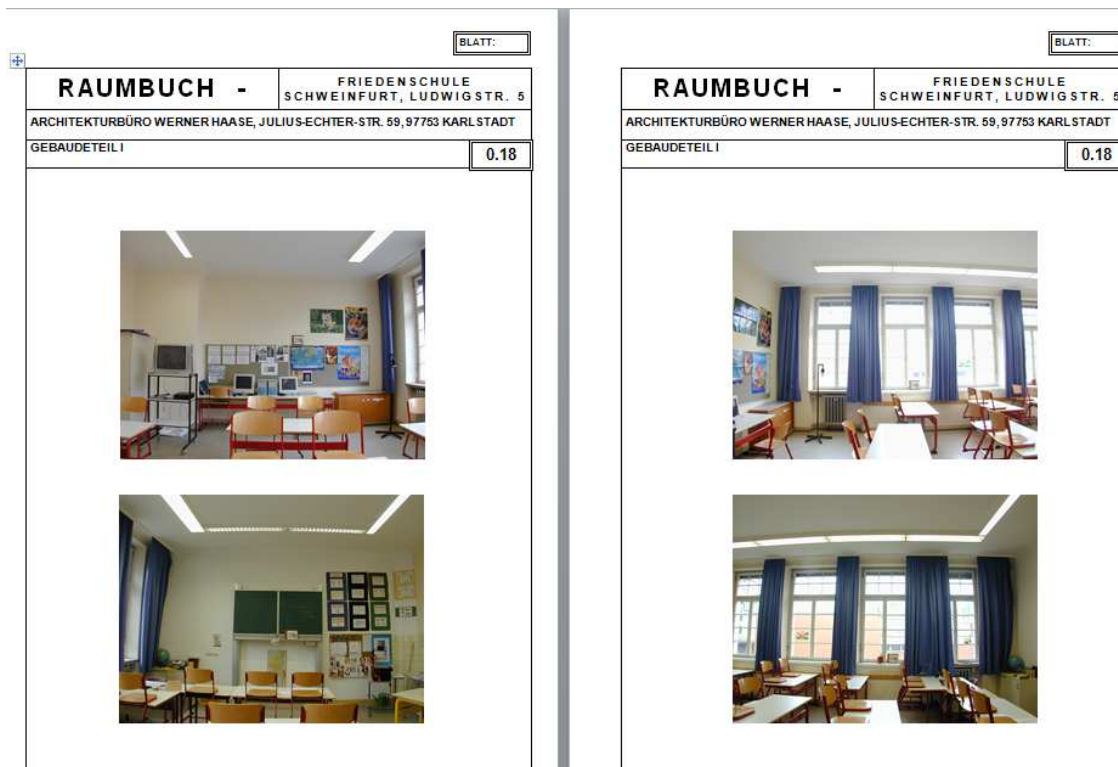 BLATT:
RAUMBUCH -
FRIEDENSCHULE
SCHWEINFURT, LUDWIGSTR. 5
ARCHITEKTURBÜRO WERNER HAASE, JULIUS-ECHTER-STR. 59, 97753 KARLSTADT
GEBAUDETEIL I
0.18
BLATT:
RAUMBUCH -
FRIEDENSCHULE
SCHWEINFURT, LUDWIGSTR. 5
ARCHITEKTURBÜRO WERNER HAASE, JULIUS-ECHTER-STR. 59, 97753 KARLSTADT
GEBAUDETEIL I
0.18